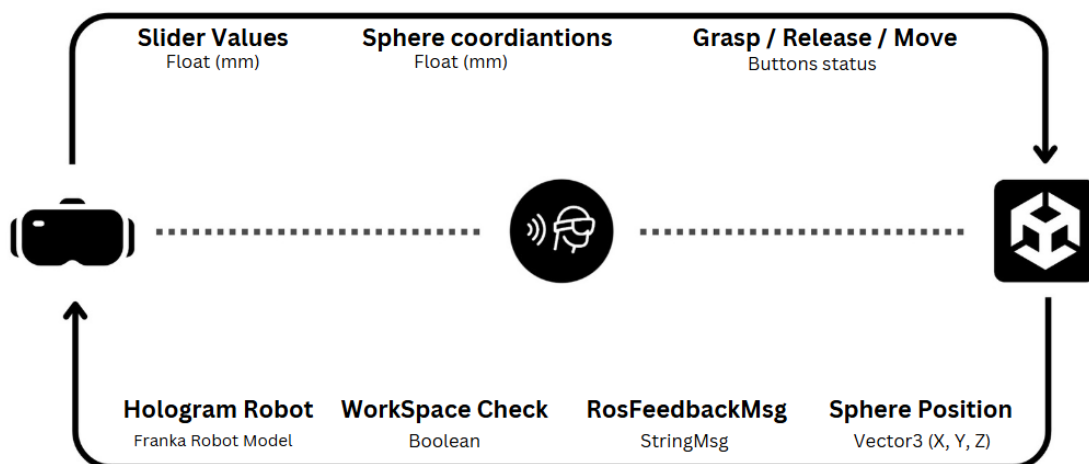 Slider Values
Float (mm)
Sphere coordiantions
Float (mm)
Grasp / Release / Move
Buttons status
Hologram Robot
Franka Robot Model
WorkSpace Check
Boolean
RosFeedbackMsg
StringMsg
Sphere Position
Vector3 (X, Y, Z)